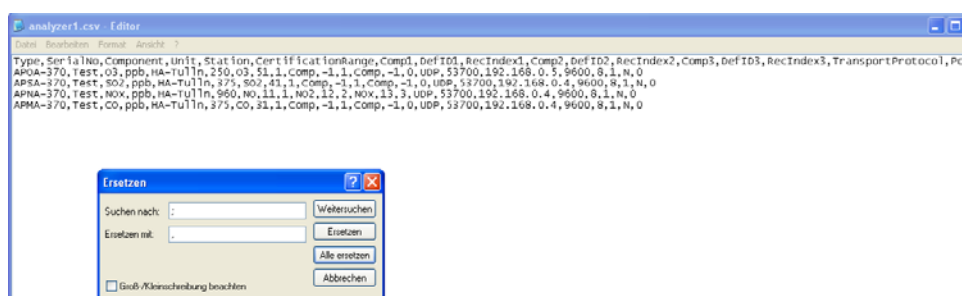 analyzer1.csv - Editor
Datei Bearbeiten Format Ansicht ?
Type,SerialNo,Component,Unit,Station,CertificationRange,Comp1,DefID1,RecIndex1,Comp2,DefID2,RecIndex2,Comp3,DefID3,RecIndex3,TransportProtocol,Po
APOA-370,Test,O3,ppb,HA-Tulln,250,O3,51,1,Comp,-1,1,Comp,-1,0,UDP,53700,192.168.0.5,9600,8,1,N,0
APSA-370,Test,SO2,ppb,HA-Tulln,375,SO2,41,1,Comp,-1,1,Comp,-1,0,UDP,53700,192.168.0.4,9600,8,1,N,0
APNA-370,Test,NOx,ppb,HA-Tulln,960,NO,11,1,NO2,12,2,NOx,13,3,UDP,53700,192.168.0.4,9600,8,1,N,0
APMA-370,Test,CO,ppb,HA-Tulln,375,CO,31,1,Comp,-1,1,Comp,-1,0,UDP,53700,192.168.0.4,9600,8,1,N,0
Ersetzen
Suchen nach: ; Weitersuchen
Ersetzen mit: , Ersetzen
Alle ersetzen
Abbrechen
Groß-/Kleinschreibung beachten